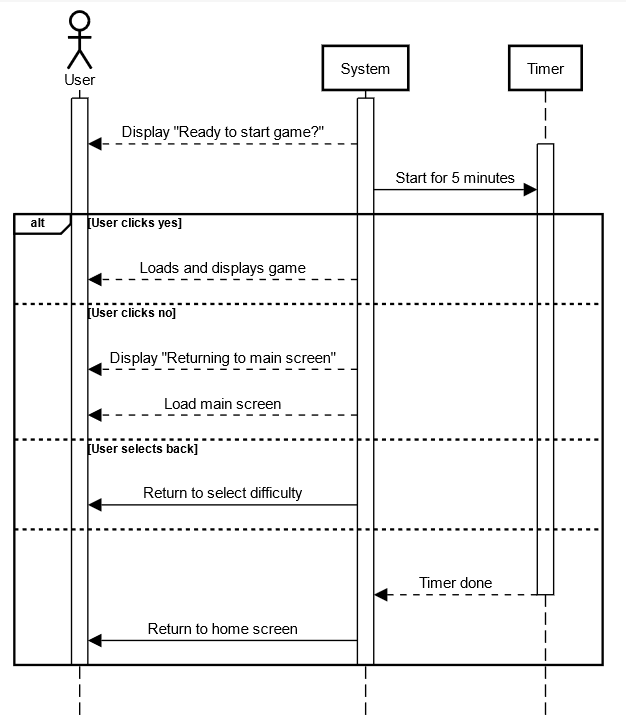 User
System
Timer
Display "Ready to start game?"
Start for 5 minutes
alt
[User clicks yes]
Loads and displays game
[User clicks no]
Display "Returning to main screen"
Load main screen
[User selects back]
Return to select difficulty
Timer done
Return to home screen